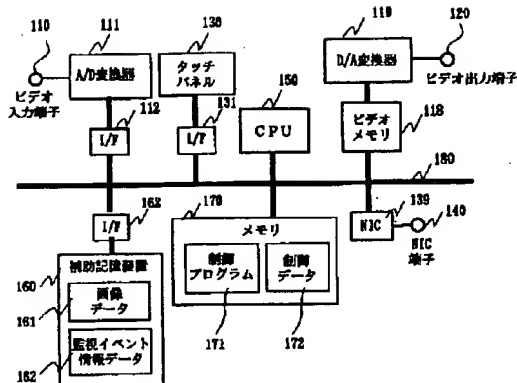 110
111
130
119
120
A/D変換器
タッチ
パネル
D/A変換器
ビデオ
入力端子
ビデオ出力端子
112
131
150
118
I/F
I/F
CPU
ビデオ
メモリ
180
162
170
139
140
I/F
メモリ
NIC
NIC
端子
160
補助記憶装置
制御
プログラム
制御
データ
161
画像
データ
171
172
162
監視イベント
情報データ